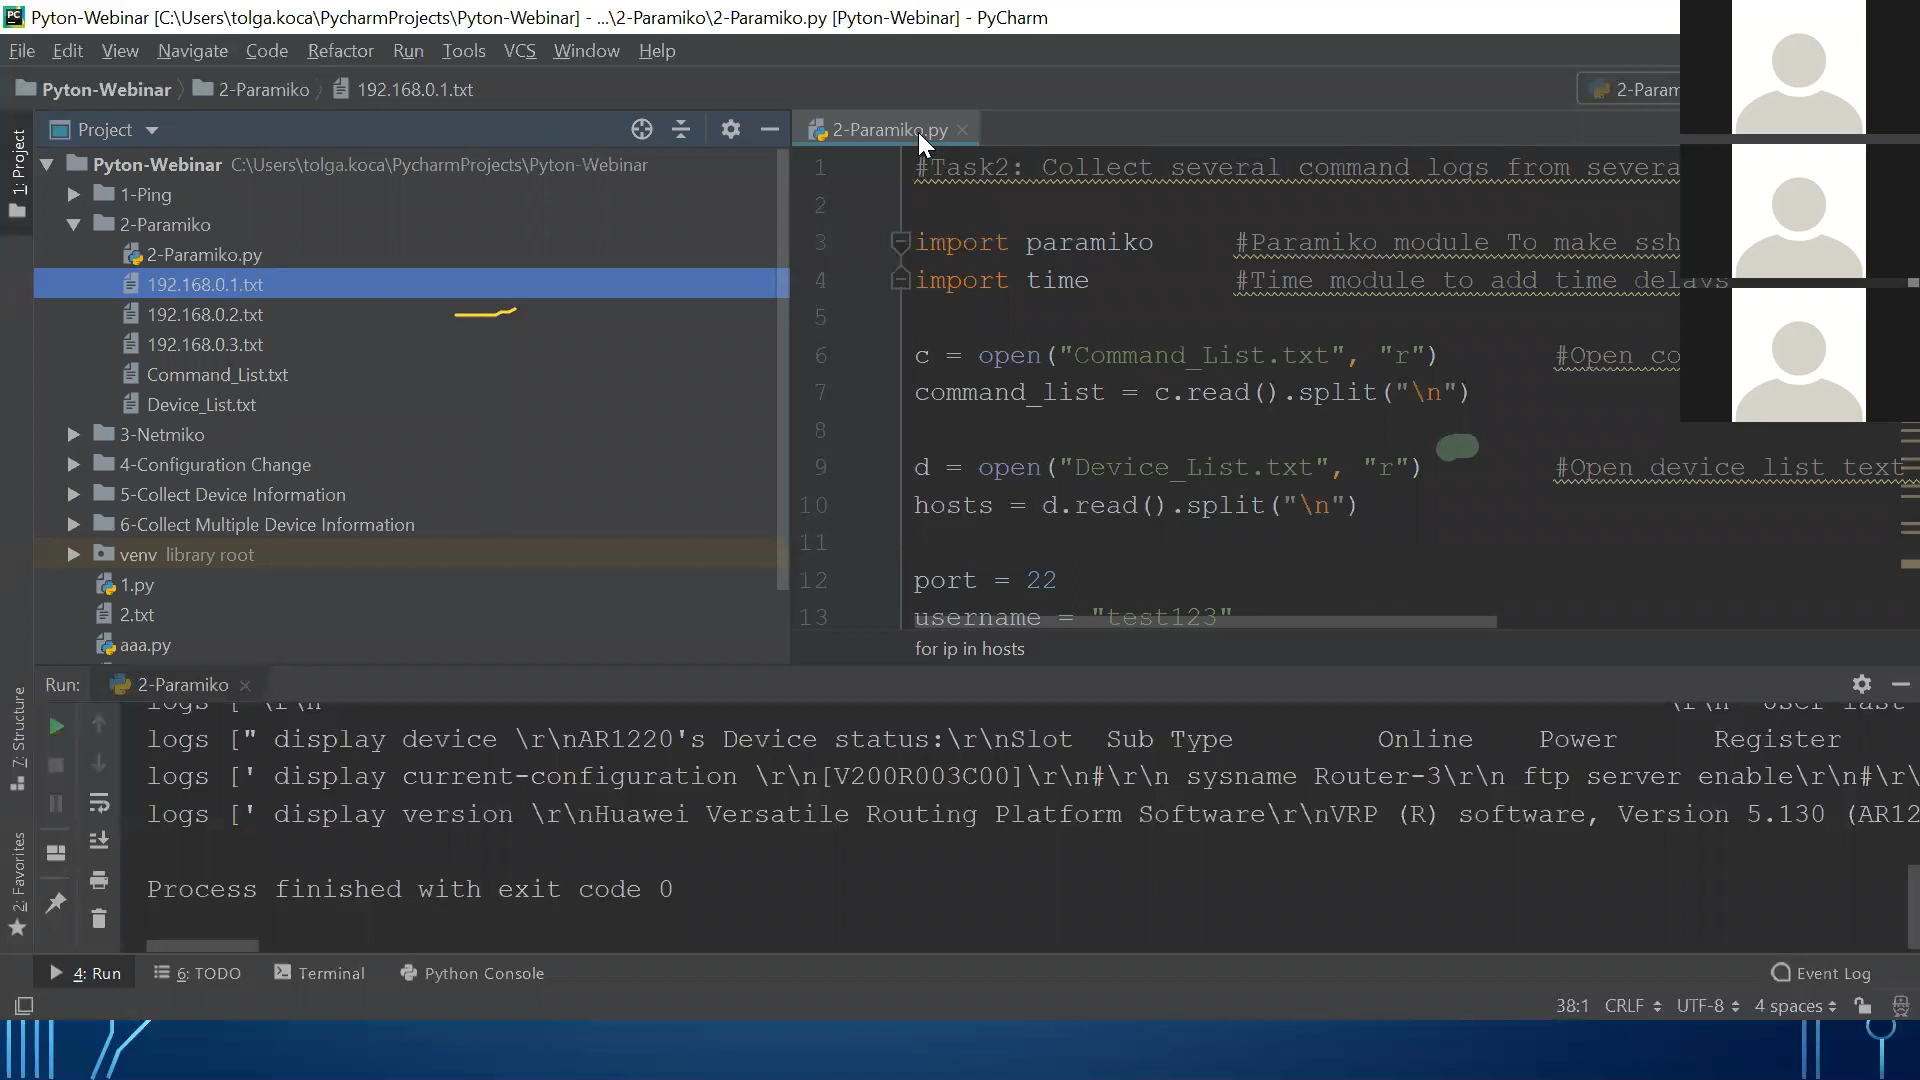 Pyton-Webinar [C:\Users\tolga.koca\PycharmProjects\Pyton-Webinar] - ...\2-Paramiko\2-Paramiko.py [Pyton-Webinar] - PyCharm
File Edit View Navigate Code Refactor Run Tools VCS Window Help
Pyton-Webinar 2-Paramiko 192.168.0.1.txt
2-Param
1: Project
Project
Pyton-Webinar C:\Users\tolga.koca\PycharmProjects\Pyton-Webinar
1-Ping
2-Paramiko
2-Paramiko.py
192.168.0.1.txt
192.168.0.2.txt
192.168.0.3.txt
Command_List.txt
Device_List.txt
3-Netmiko
4-Configuration Change
5-Collect Device Information
6-Collect Multiple Device Information
venv library root
1.py
2.txt
aaa.py
2-Paramiko.py
1 #Task2: Collect several command logs from severa
2
3 import paramiko #Paramiko module To make ssh
4 import time #Time module to add time delays
5
6 c = open("Command_List.txt", "r") #Open co
7 command_list = c.read().split("\n")
8
9 d = open("Device_List.txt", "r") #Open device list text
10 hosts = d.read().split("\n")
11
12 port = 22
13 username = "test123"
for ip in hosts
Run: 2-Paramiko
logs [ \r\n \r\n User last
logs [" display device \r\nAR1220's Device status:\r\nSlot Sub Type Online Power Register
logs [' display current-configuration \r\n[V200R003C00]\r\n#\r\n sysname Router-3\r\n ftp server enable\r\n#\r\
logs [' display version \r\nHuawei Versatile Routing Platform Software\r\nVRP (R) software, Version 5.130 (AR12
Process finished with exit code 0
7: Structure
2: Favorites
4: Run 6: TODO Terminal Python Console Event Log
38:1 CRLF UTF-8 4 spaces